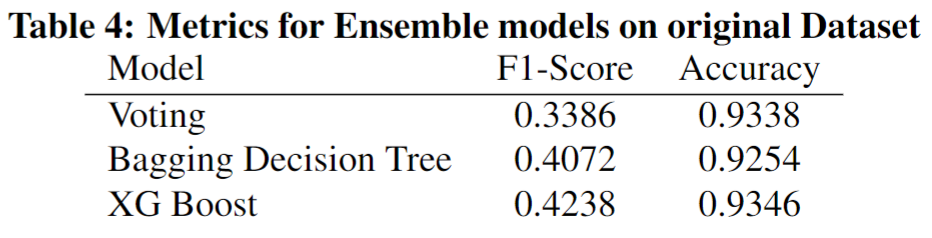 Table 4: Metrics for Ensemble models on original Dataset
Model F1-Score Accuracy
Voting 0.3386 0.9338
Bagging Decision Tree 0.4072 0.9254
XG Boost 0.4238 0.9346